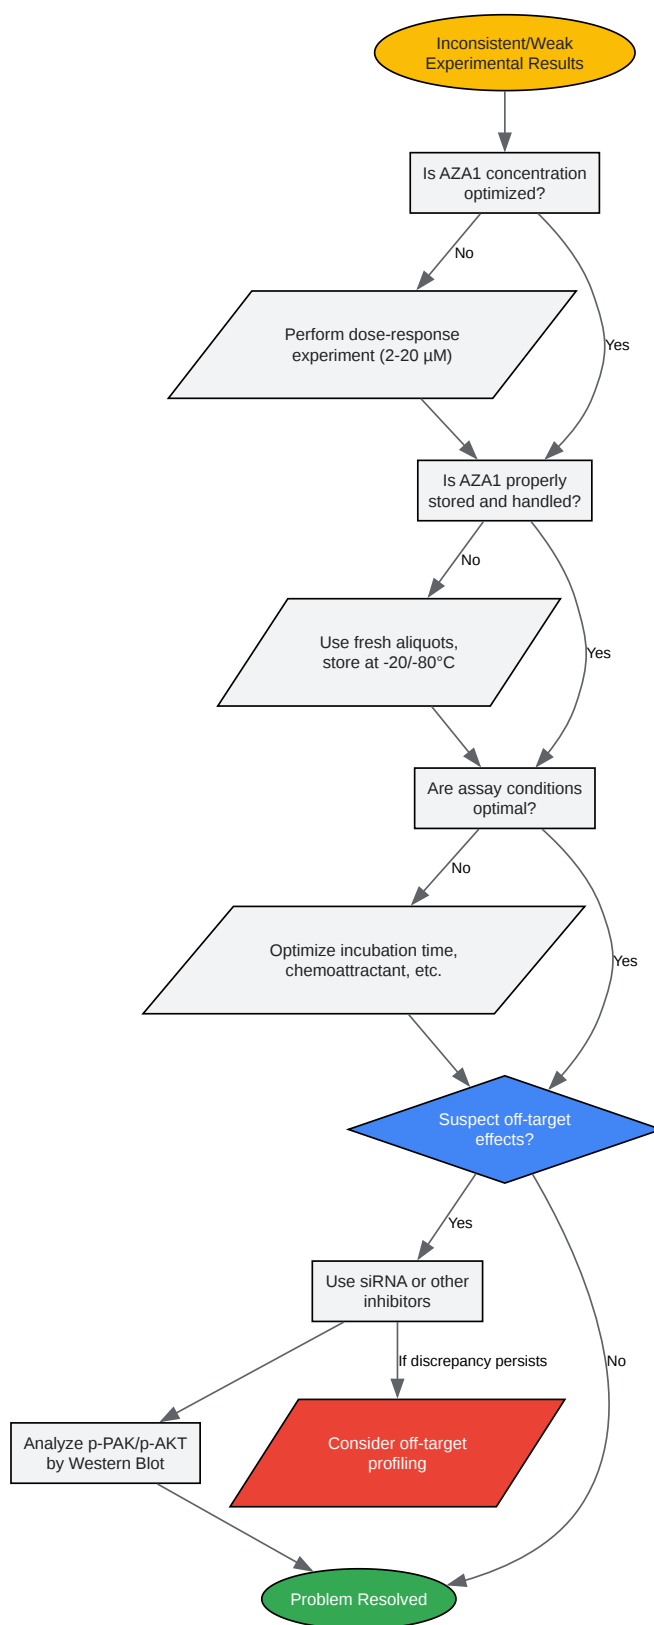 Inconsistent/Weak
Experimental Results
Is AZA1 concentration
optimized?
No
Perform dose-response
experiment (2-20 µM)
Yes
Is AZA1 properly
stored and handled?
No
Use fresh aliquots,
store at -20/-80°C
Yes
Are assay conditions
optimal?
No
Optimize incubation time,
chemoattractant, etc.
Yes
Suspect off-target
effects?
Yes
Use siRNA or other
inhibitors
If discrepancy persists
No
Analyze p-PAK/p-AKT
by Western Blot
Consider off-target
profiling
Problem Resolved